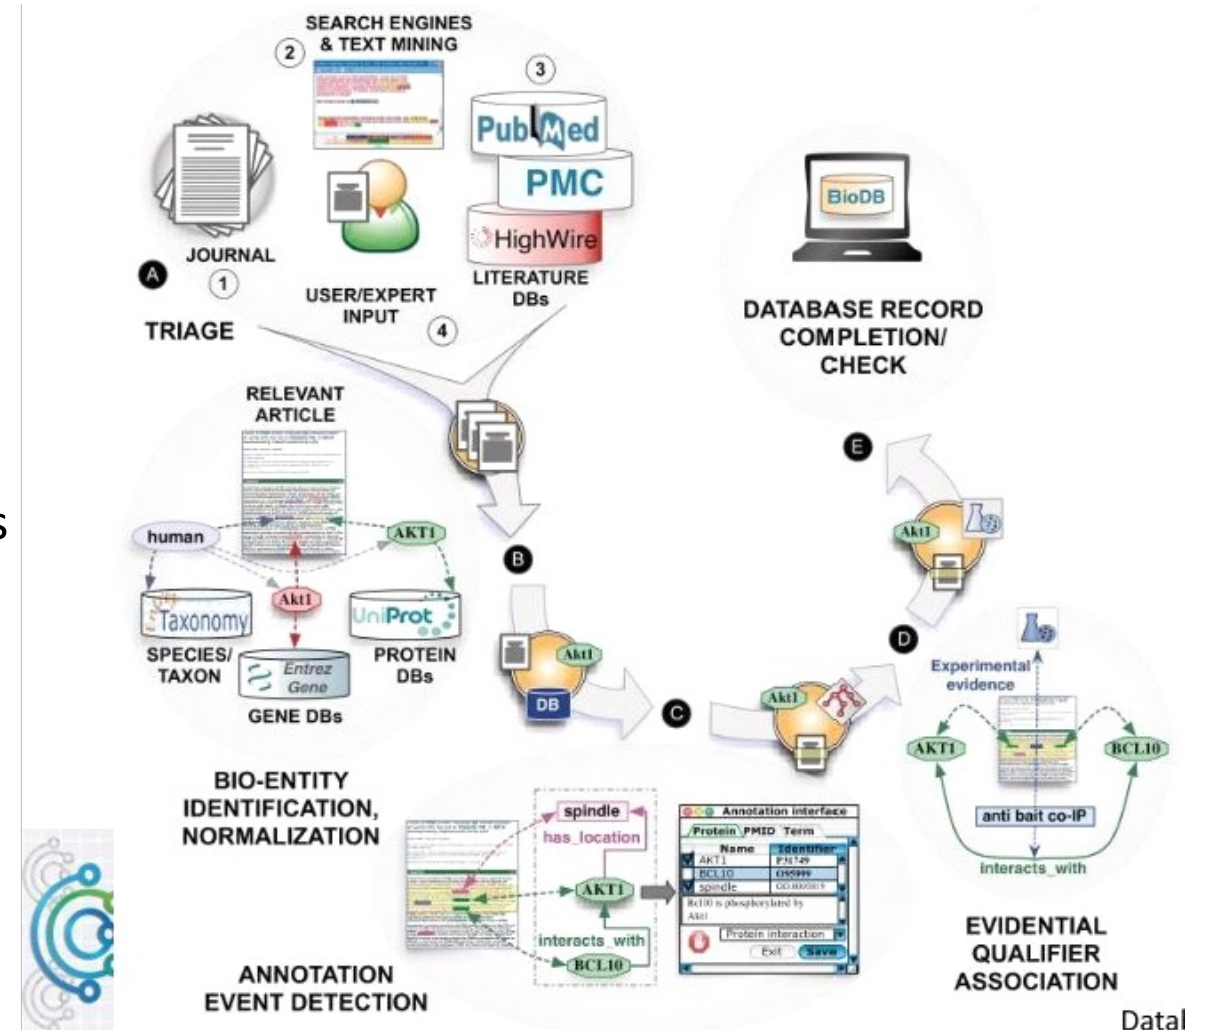 SEARCH ENGINES
& TEXT MINING
2
3
PubMed
PMC
HighWire
LITERATURE
DBs
JOURNAL
1
A
TRIAGE
USER/EXPERT
INPUT
4
BioDB
DATABASE RECORD
COMPLETION/
CHECK
RELEVANT
ARTICLE
human
AKT1
Akt1
Taxonomy
UniProt
SPECIES/
TAXON
Entrez
Gene
PROTEIN
DBs
GENE DBs
BIO-ENTITY
IDENTIFICATION,
NORMALIZATION
B
Akt1
DB
C
Akt1
D
E
Akt1
s
spindle
has_location
AKT1
interacts_with
BCL10
ANNOTATION
EVENT DETECTION
Annotation interface
Protein PMID Term
Name Identifier
AKT1 P31749
BCL10 O95999
spindle
Bcl10 is phosphorylated by
Akt1
Protein interaction
Exit Save
Experimental
evidence
AKT1
BCL10
anti bait co-IP
interacts_with
EVIDENTIAL
QUALIFIER
ASSOCIATION
Datal